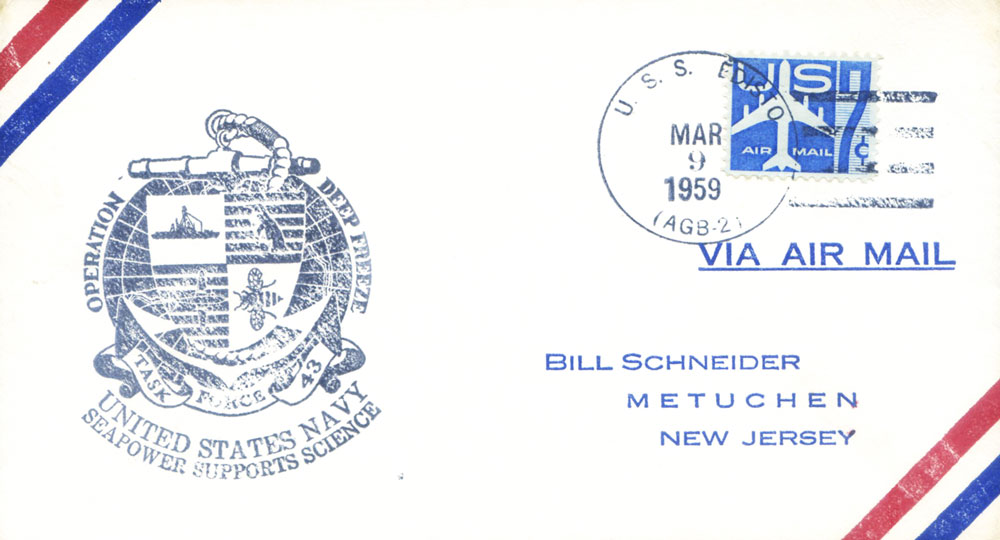 U. S. S. EDISTO
MAR
9
1959
(AGB-2)
US 7¢
AIR MAIL
VIA AIR MAIL
OPERATION DEEP FREEZE
TASK FORCE 43
UNITED STATES NAVY
SEAPOWER SUPPORTS SCIENCE
BILL SCHNEIDER
METUCHEN
NEW JERSEY